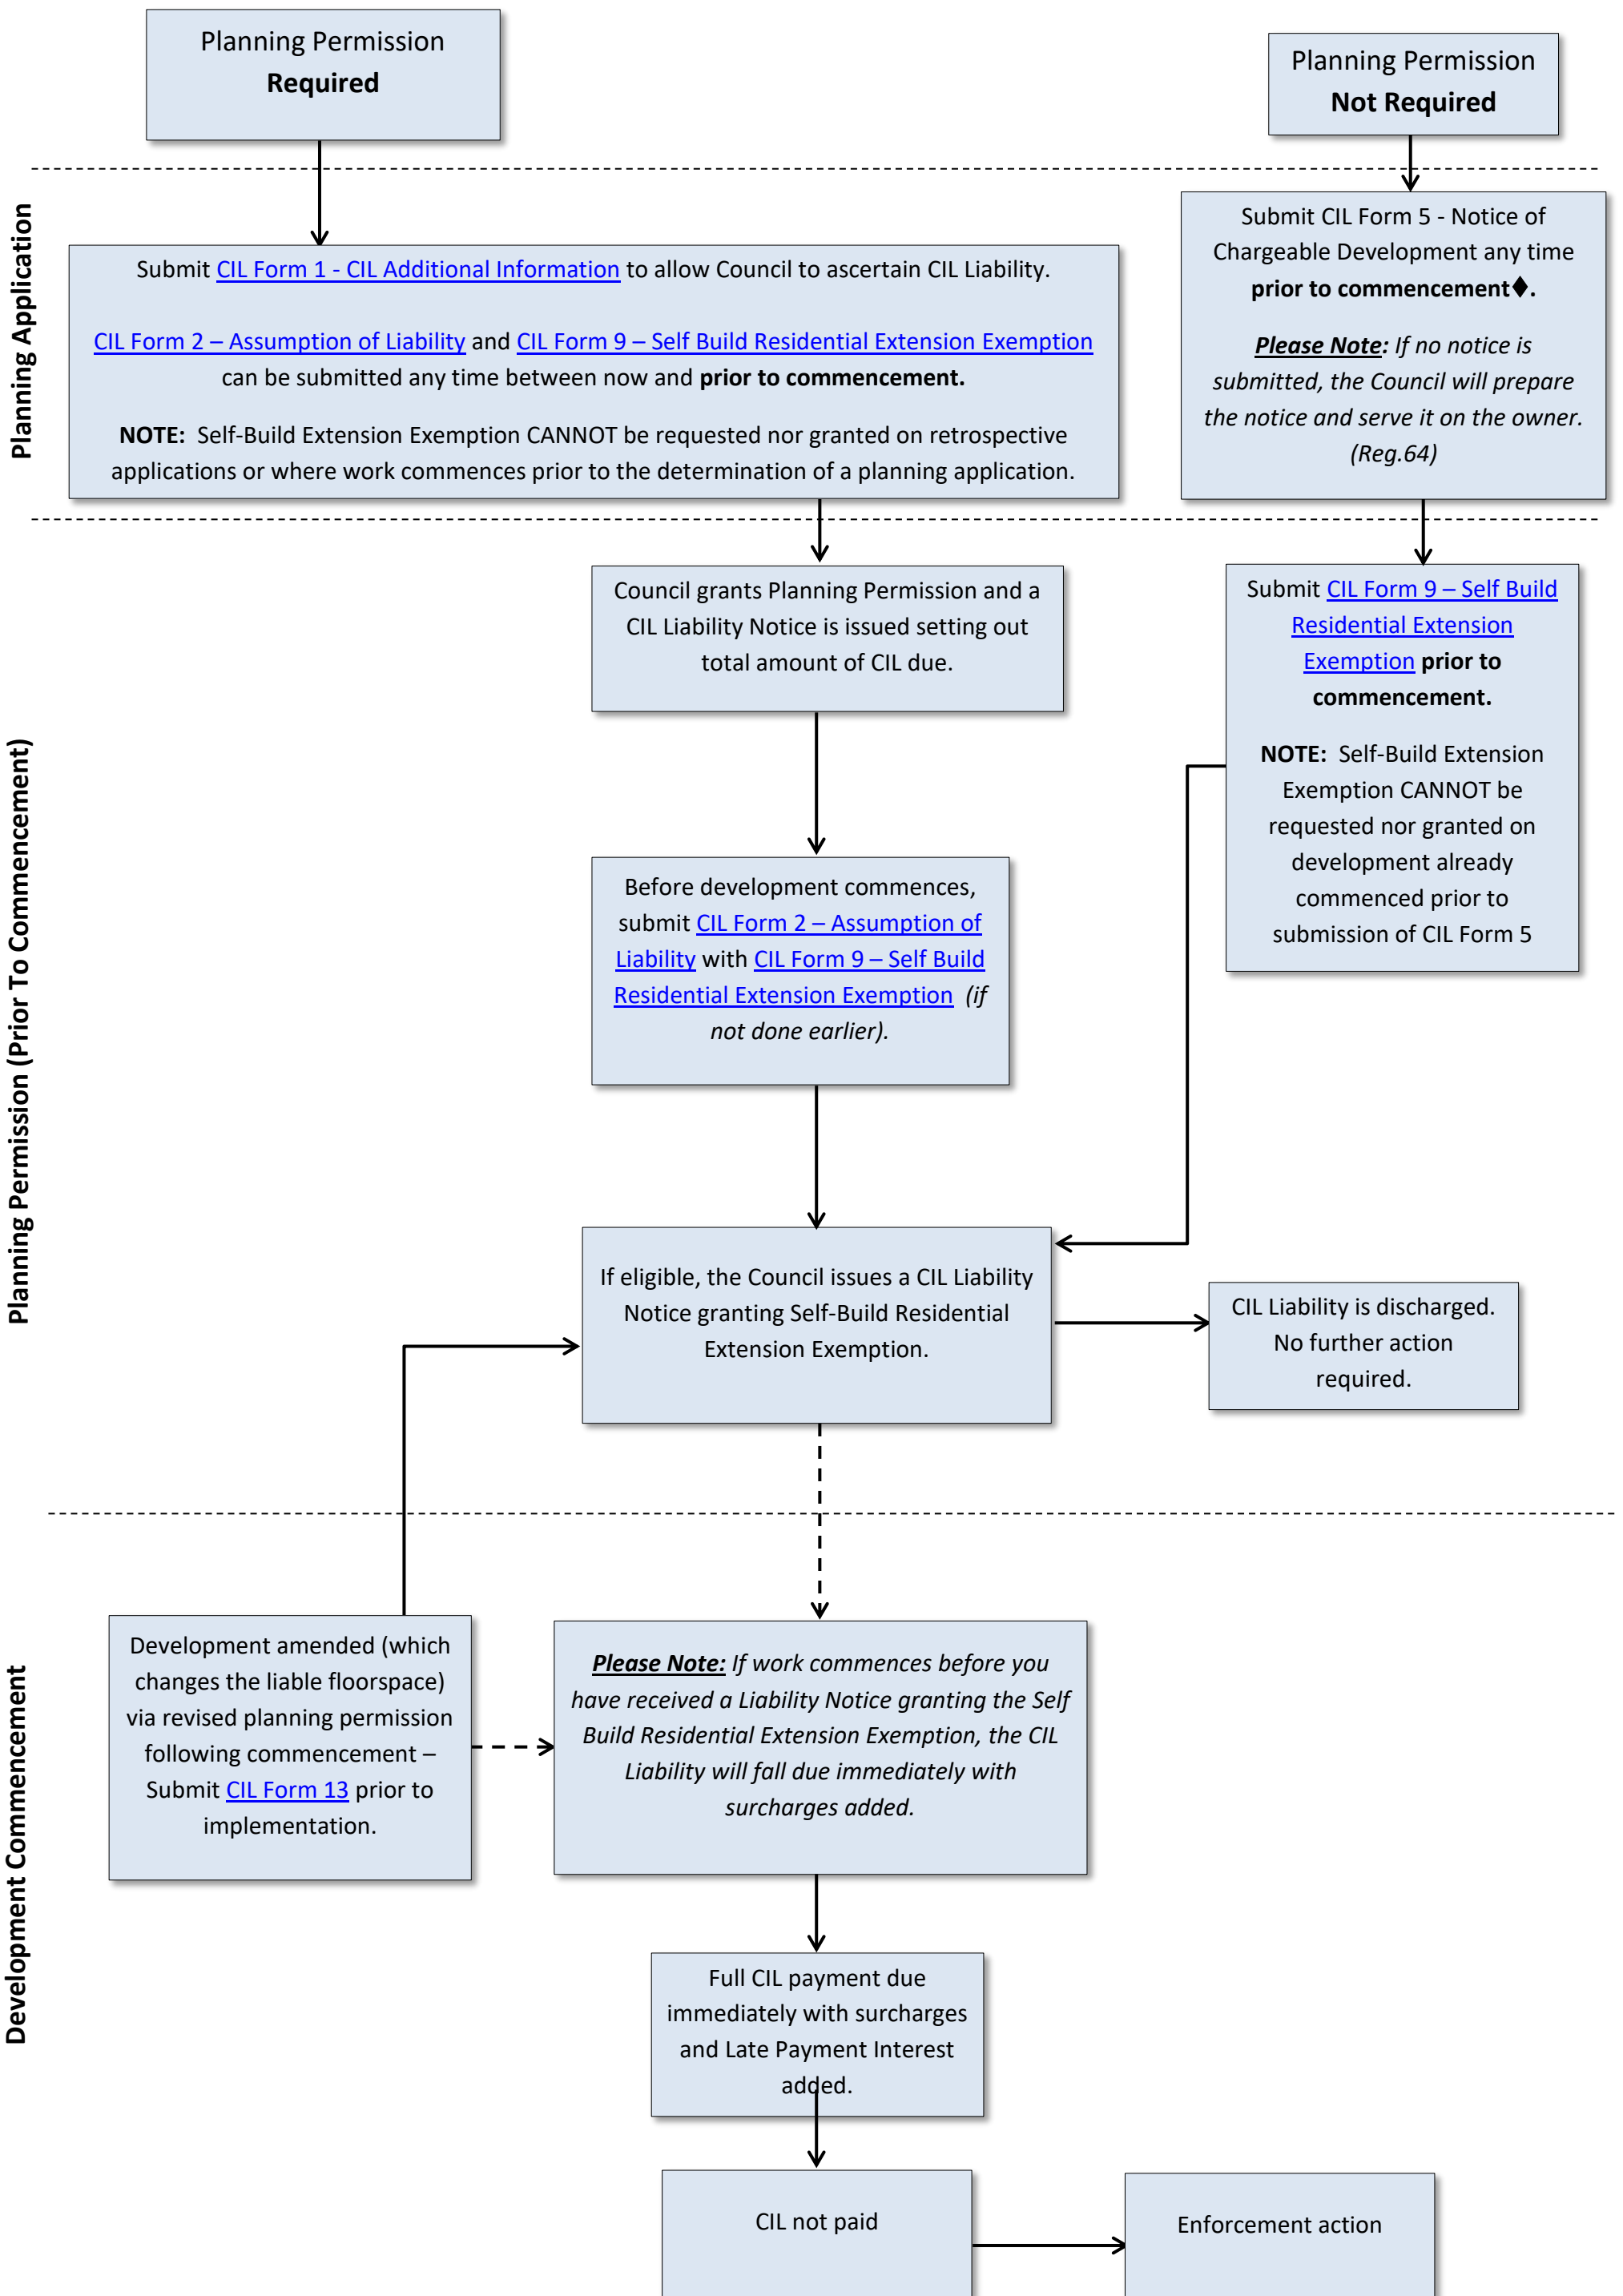 Planning Permission
Required
Planning Permission
Not Required
Planning Application
Submit CIL Form 1 - CIL Additional Information to allow Council to ascertain CIL Liability.
CIL Form 2 – Assumption of Liability and CIL Form 9 – Self Build Residential Extension Exemption
can be submitted any time between now and prior to commencement.
NOTE: Self-Build Extension Exemption CANNOT be requested nor granted on retrospective
applications or where work commences prior to the determination of a planning application.
Submit CIL Form 5 - Notice of
Chargeable Development any time
prior to commencement♦.
Please Note: If no notice is
submitted, the Council will prepare
the notice and serve it on the owner.
(Reg.64)
Planning Permission (Prior To Commencement)
Council grants Planning Permission and a
CIL Liability Notice is issued setting out
total amount of CIL due.
Submit CIL Form 9 – Self Build
Residential Extension
Exemption prior to
commencement.
NOTE: Self-Build Extension
Exemption CANNOT be
requested nor granted on
development already
commenced prior to
submission of CIL Form 5
Before development commences,
submit CIL Form 2 – Assumption of
Liability with CIL Form 9 – Self Build
Residential Extension Exemption (if
not done earlier).
If eligible, the Council issues a CIL Liability
Notice granting Self-Build Residential
Extension Exemption.
CIL Liability is discharged.
No further action
required.
Development Commencement
Development amended (which
changes the liable floorspace)
via revised planning permission
following commencement –
Submit CIL Form 13 prior to
implementation.
Please Note: If work commences before you
have received a Liability Notice granting the Self
Build Residential Extension Exemption, the CIL
Liability will fall due immediately with
surcharges added.
Full CIL payment due
immediately with surcharges
and Late Payment Interest
added.
CIL not paid
Enforcement action